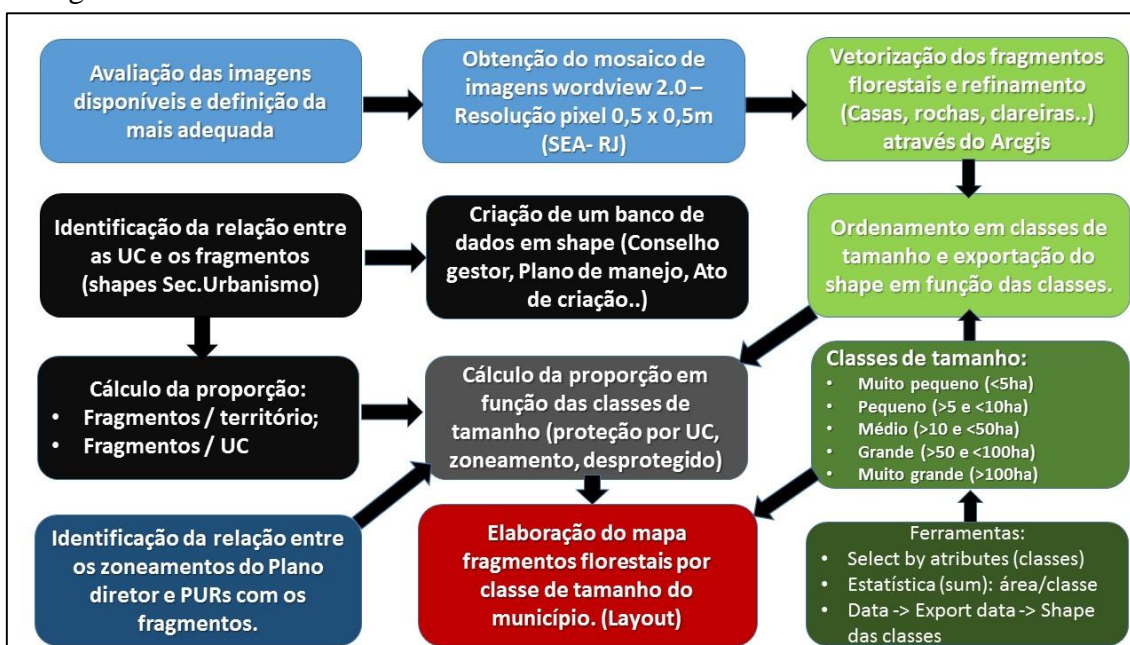 Avaliação das imagens
disponíveis e definição da
mais adequada
Obtenção do mosaico de
imagens wordview 2.0 –
Resolução pixel 0,5 x 0,5m
(SEA- RJ)
Vetorização dos fragmentos
florestais e refinamento
(Casas, rochas, clareiras..)
através do Arcgis
Identificação da relação entre
as UC e os fragmentos
(shapes Sec.Urbanismo)
Criação de um banco de
dados em shape (Conselho
gestor, Plano de manejo, Ato
de criação..)
Ordenamento em classes de
tamanho e exportação do
shape em função das classes.
Cálculo da proporção:
• Fragmentos / território;
• Fragmentos / UC
Cálculo da proporção em
função das classes de
tamanho (proteção por UC,
zoneamento, desprotegido)
Classes de tamanho:
• Muito pequeno (<5ha)
• Pequeno (>5 e <10ha)
• Médio (>10 e <50ha)
• Grande (>50 e <100ha)
• Muito grande (>100ha)
Identificação da relação entre
os zoneamentos do Plano
diretor e PURs com os
fragmentos.
Elaboração do mapa
fragmentos florestais por
classe de tamanho do
município. (Layout)
Ferramentas:
• Select by atributes (classes)
• Estatística (sum): área/classe
• Data -> Export data -> Shape
das classes